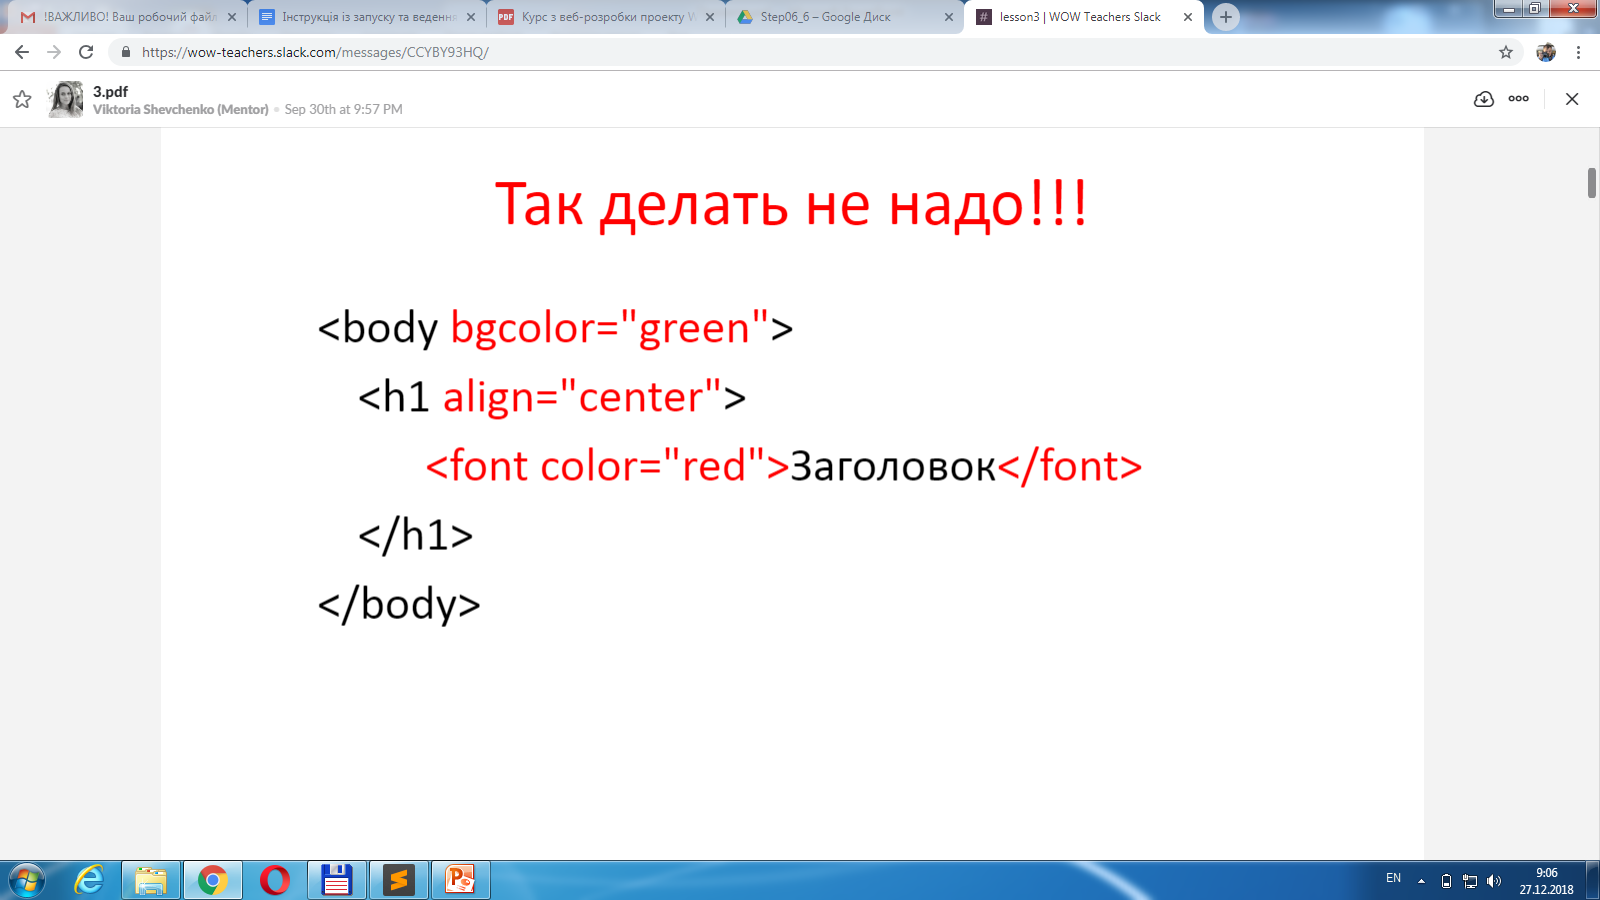 !ВАЖЛИВО! Ваш робочий файл
Інструкція із запуску та ведення
Курс з веб-розробки проекту W
Step06_6 – Google Диск
lesson3 | WOW Teachers Slack
https://wow-teachers.slack.com/messages/CCYBY93HQ/
3.pdf
Viktoria Shevchenko (Mentor) • Sep 30th at 9:57 PM
Так делать не надо!!!
<body bgcolor="green">
<h1 align="center">
<font color="red">Заголовок</font>
</h1>
</body>
EN
9:06
27.12.2018